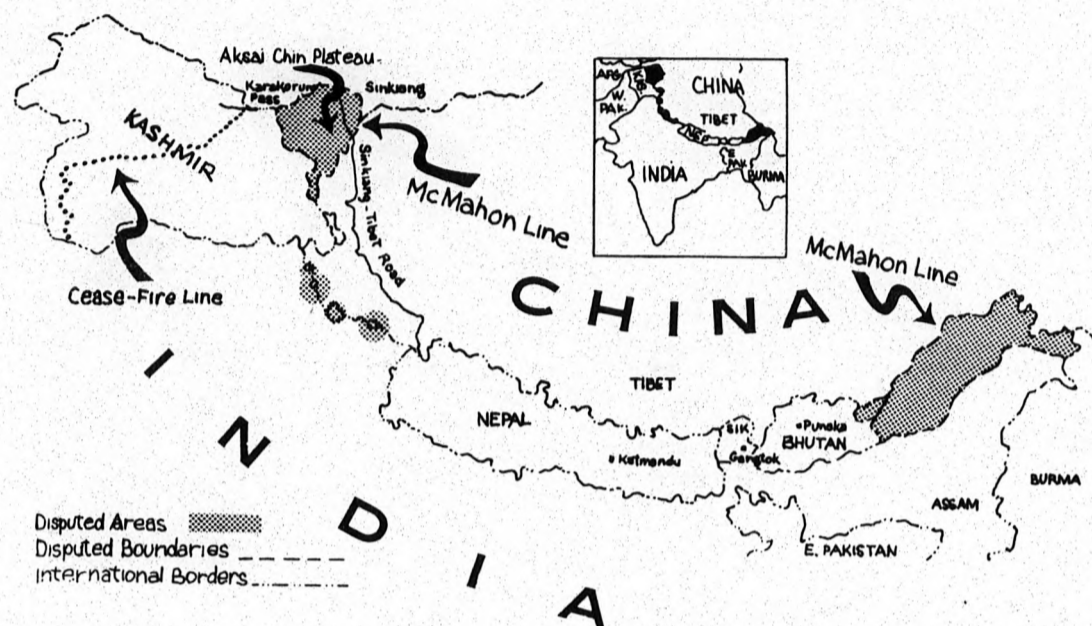 Aksai Chin Plateau
Karakorum
Pass
Sinkiang
KASHMIR
McMahon Line
Sinkiang - Tibet Road
Cease-Fire Line
AFG.
W.
PAK.
CHINA
TIBET
INDIA
E.
PAK.
BURMA
McMahon Line
CHINA
INDIA
TIBET
NEPAL
Katmandu
SIK
Gangtok
Punaka
BHUTAN
ASSAM
BURMA
E. PAKISTAN
Disputed Areas
Disputed Boundaries
International Borders